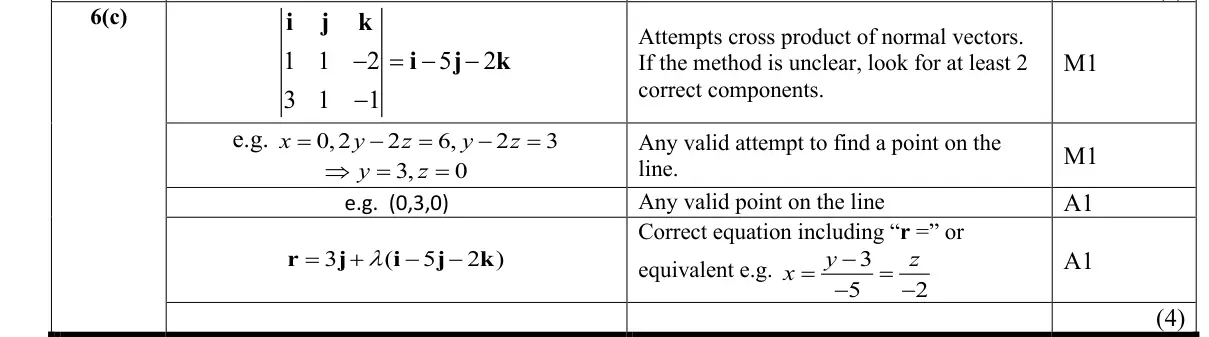 6(c)
i j k
1 1 −2 = i − 5j − 2k
3 1 −1
Attempts cross product of normal vectors.
If the method is unclear, look for at least 2
correct components.
M1
e.g. x = 0, 2y − 2z = 6, y − 2z = 3
⇒ y = 3, z = 0
Any valid attempt to find a point on the
line.
M1
e.g. (0,3,0)
Any valid point on the line
A1
r = 3j + λ(i − 5j − 2k)
Correct equation including “r =” or
equivalent e.g. x = (y − 3)/(−5) = z/(−2)
A1
(4)